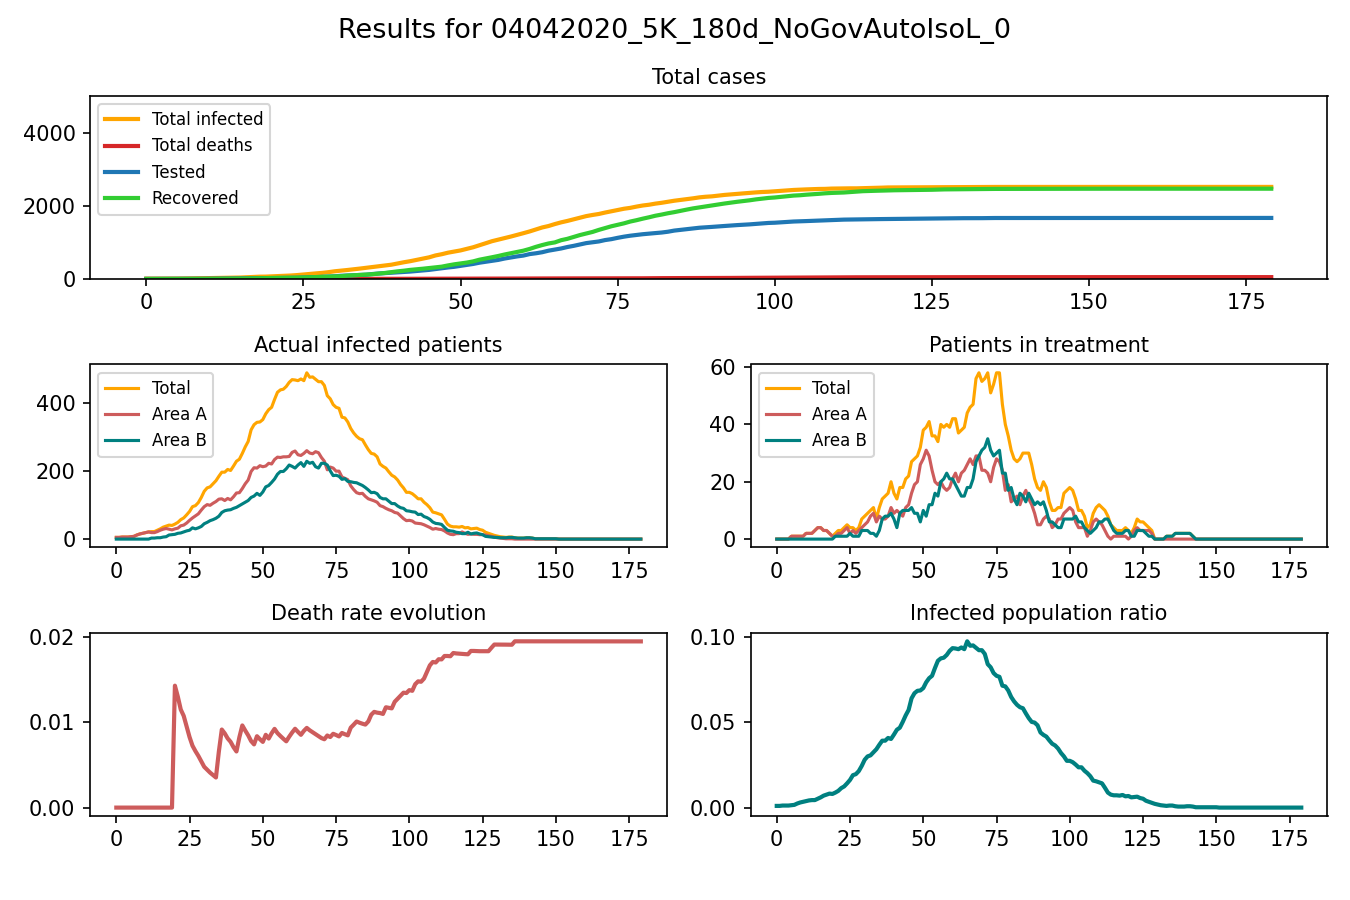 Results for 04042020_5K_180d_NoGovAutoIsoL_0
Total cases
Total infected
Total deaths
Tested
Recovered
4000
2000
0
0 25 50 75 100 125 150 175
Actual infected patients
Total
Area A
Area B
400
200
0
0 25 50 75 100 125 150 175
Patients in treatment
Total
Area A
Area B
60
40
20
0
0 25 50 75 100 125 150 175
Death rate evolution
0.02
0.01
0.00
0 25 50 75 100 125 150 175
Infected population ratio
0.10
0.05
0.00
0 25 50 75 100 125 150 175